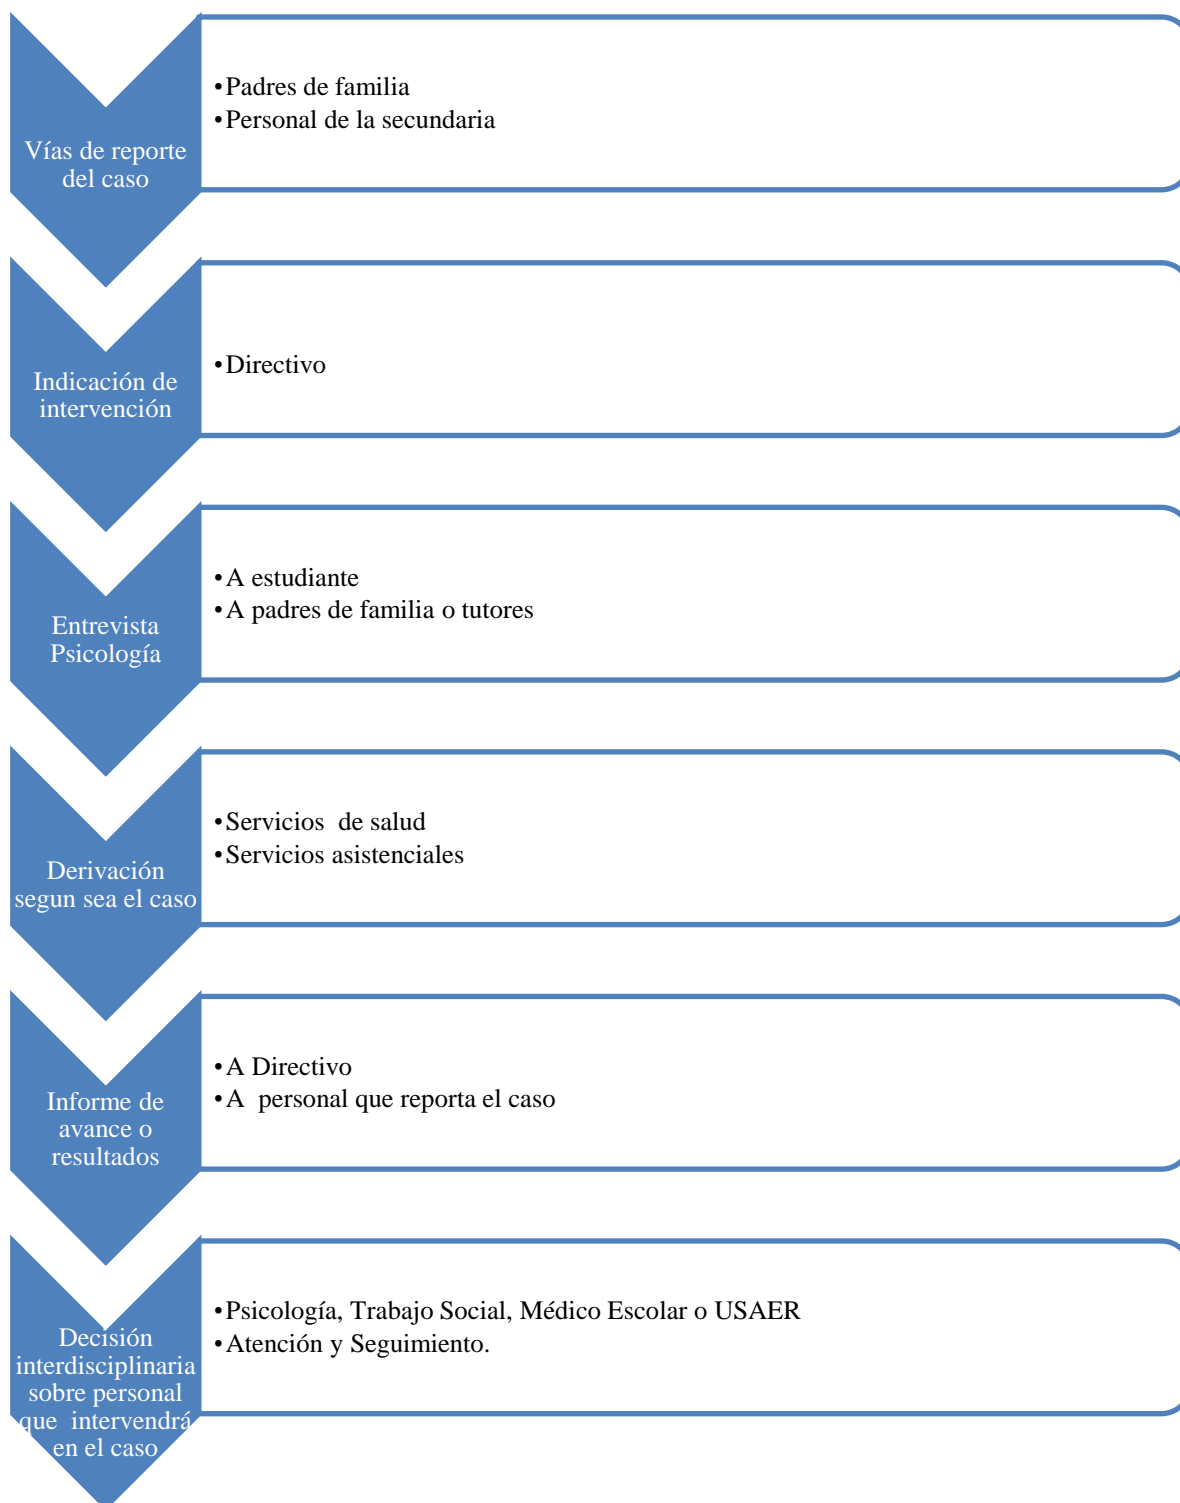 Vías de reporte
del caso
•Padres de familia
•Personal de la secundaria
Indicación de
intervención
•Directivo
Entrevista
Psicología
•A estudiante
•A padres de familia o tutores
Derivación
segun sea el caso
•Servicios  de salud
•Servicios asistenciales
Informe de
avance o
resultados
•A Directivo
•A  personal que reporta el caso
Decisión
interdisciplinaria
sobre personal
que  intervendrá
en el caso
•Psicología, Trabajo Social, Médico Escolar o USAER
•Atención y Seguimiento.